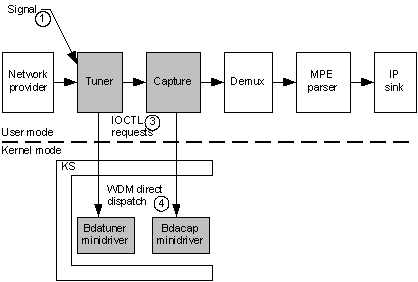 Signal
1
Network
provider
Tuner
Capture
Demux
MPE
parser
IP
sink
IOCTL
requests
3
User mode
Kernel mode
KS
WDM direct
dispatch
4
Bdatuner
minidriver
Bdacap
minidriver